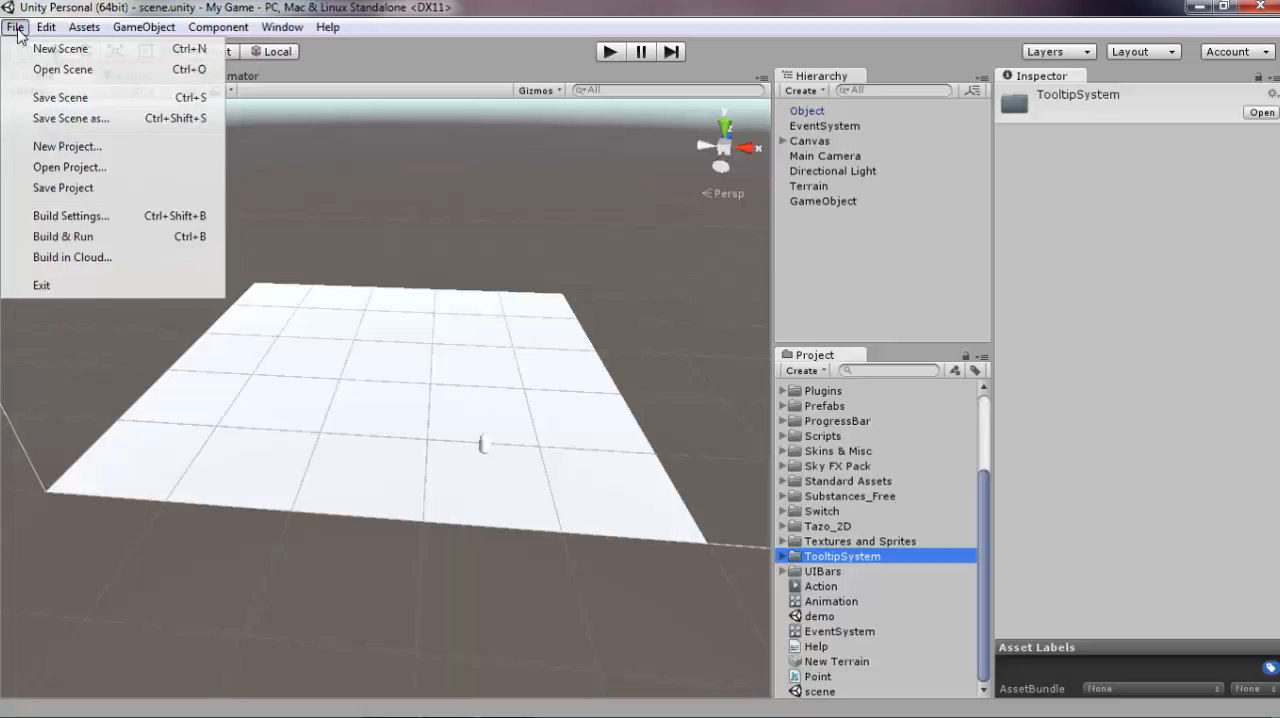 Unity Personal (64bit) - scene.unity - My Game - PC, Mac & Linux Standalone <DX11>
File Edit Assets GameObject Component Window Help
New Scene Ctrl+N
Open Scene Ctrl+O
Save Scene Ctrl+S
Save Scene as... Ctrl+Shift+S
New Project...
Open Project...
Save Project
Build Settings... Ctrl+Shift+B
Build & Run Ctrl+B
Build in Cloud...
Exit
Local
Layers Layout Account
Gizmos All
y
x
Persp
Hierarchy
Create All
Object
EventSystem
Canvas
Main Camera
Directional Light
Terrain
GameObject
Project
Create
Plugins
Prefabs
ProgressBar
Scripts
Skins & Misc
Sky FX Pack
Standard Assets
Substances_Free
Switch
Tazo_2D
Textures and Sprites
TooltipSystem
UIBars
Action
Animation
demo
EventSystem
Help
New Terrain
Point
scene
Inspector
TooltipSystem
Open
Asset Labels
AssetBundle None None